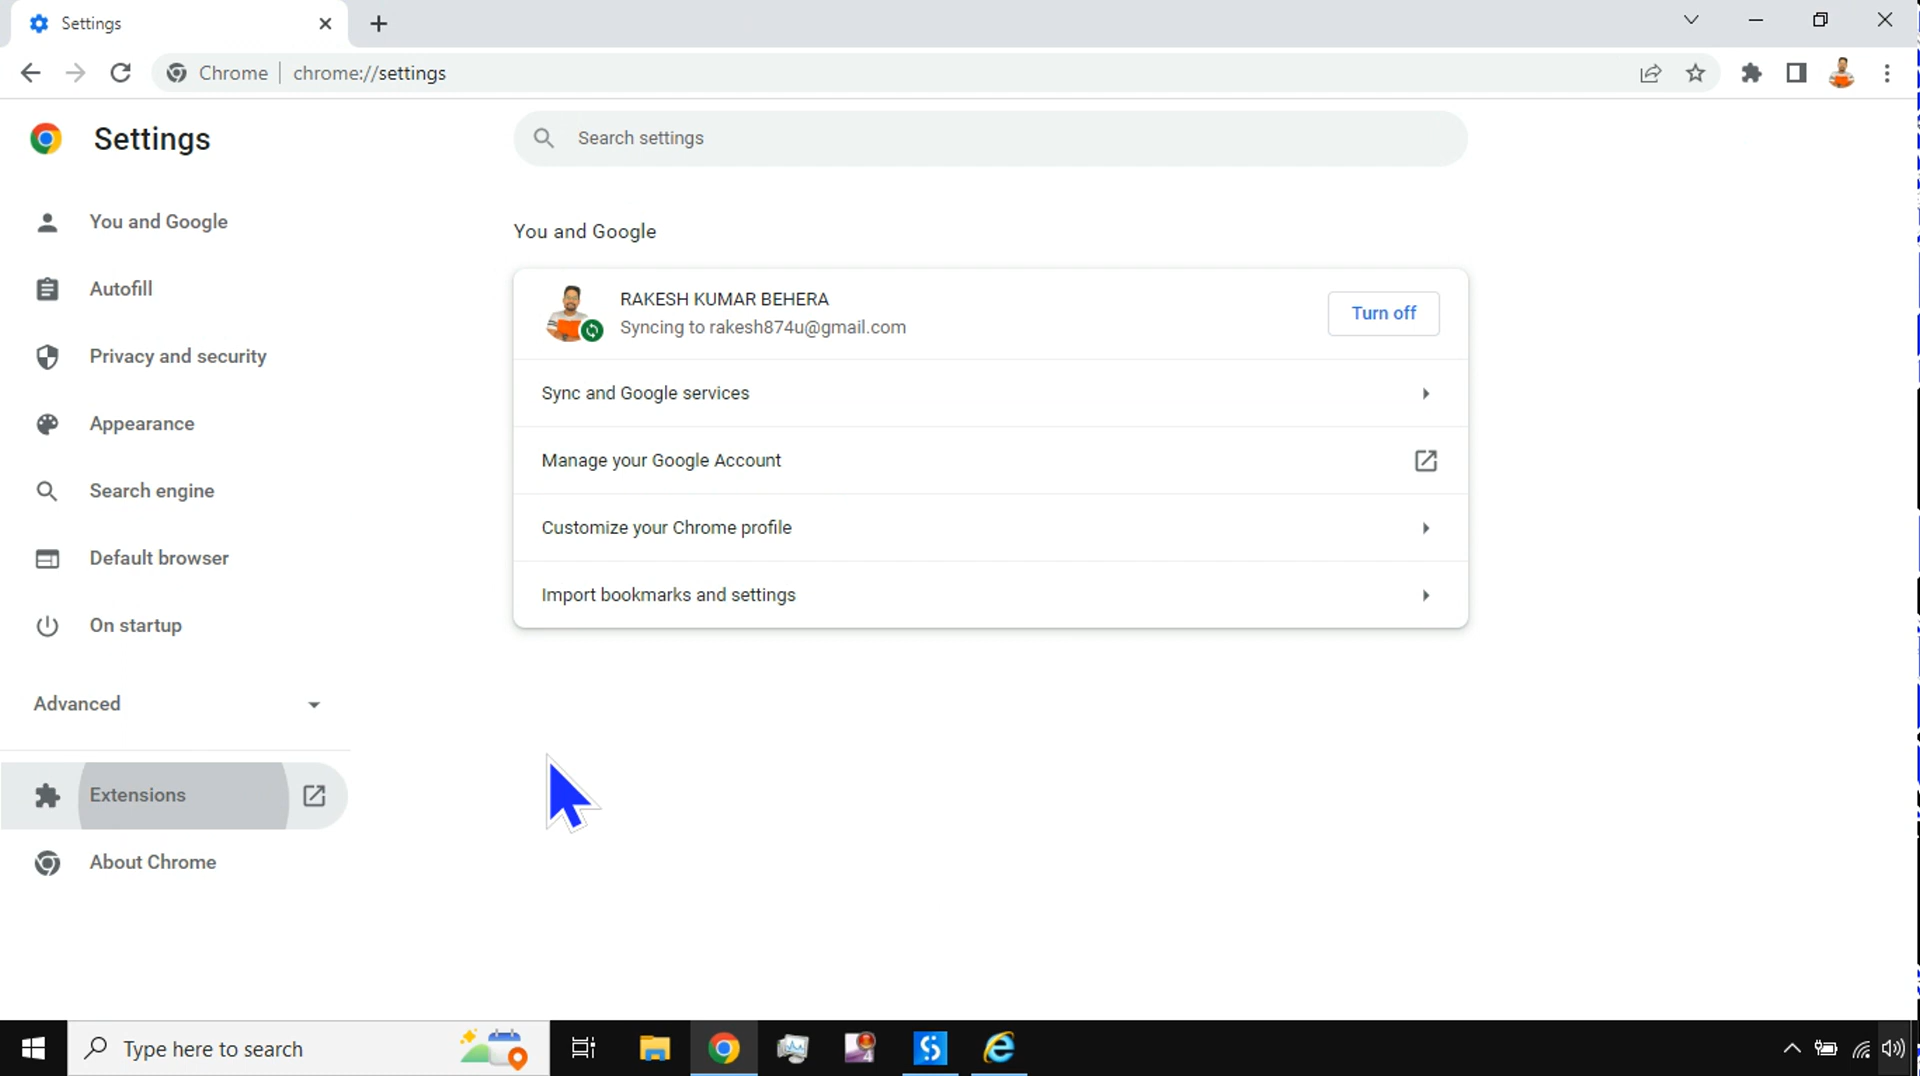 Settings
Chrome
chrome://settings
Settings
Search settings
You and Google
Autofill
Privacy and security
Appearance
Search engine
Default browser
On startup
Advanced
Extensions
About Chrome
You and Google
RAKESH KUMAR BEHERA
Syncing to rakesh874u@gmail.com
Turn off
Sync and Google services
Manage your Google Account
Customize your Chrome profile
Import bookmarks and settings
Type here to search
4